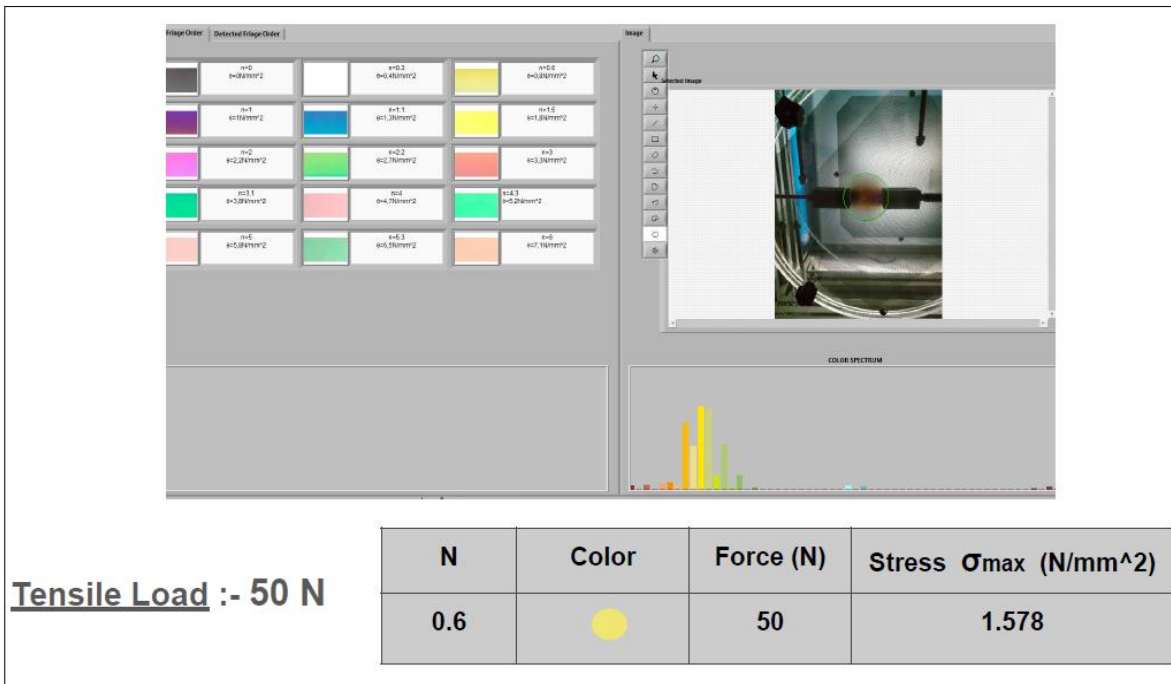 Fringe Order Detected Fringe Order
Image
Selected Image
n=0
σ=0N/mm^2
n=0.3
σ=0,4N/mm^2
n=0.6
σ=0,8N/mm^2
n=1
σ=1N/mm^2
n=1.1
σ=1,3N/mm^2
n=1.5
σ=1,8N/mm^2
n=2
σ=2,2N/mm^2
n=2.2
σ=2,7N/mm^2
n=3
σ=3,3N/mm^2
n=3.1
σ=3,8N/mm^2
n=4
σ=4,7N/mm^2
n=4.3
σ=5,2N/mm^2
n=5
σ=5,8N/mm^2
n=5.3
n=6
σ=7,1N/mm^2
COLOR SPECTRUM
Tensile Load :- 50 N
N Color Force (N) Stress σmax (N/mm^2)
0.6 50 1.578